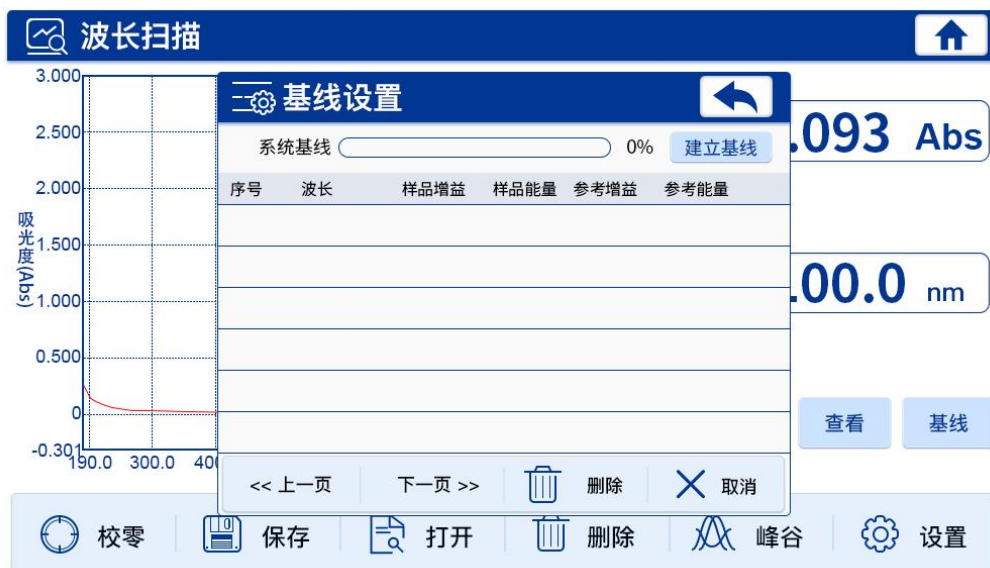 波长扫描
3.000
2.500
2.000
1.500
1.000
0.500
0
-0.301
吸光度(Abs)
190.0 300.0 40
基线设置
系统基线 0% 建立基线
序号 波长 样品增益 样品能量 参考增益 参考能量
<< 上一页 下一页 >> 删除 取消
.093 Abs
00.0 nm
查看 基线
校零 保存 打开 删除 峰谷 设置